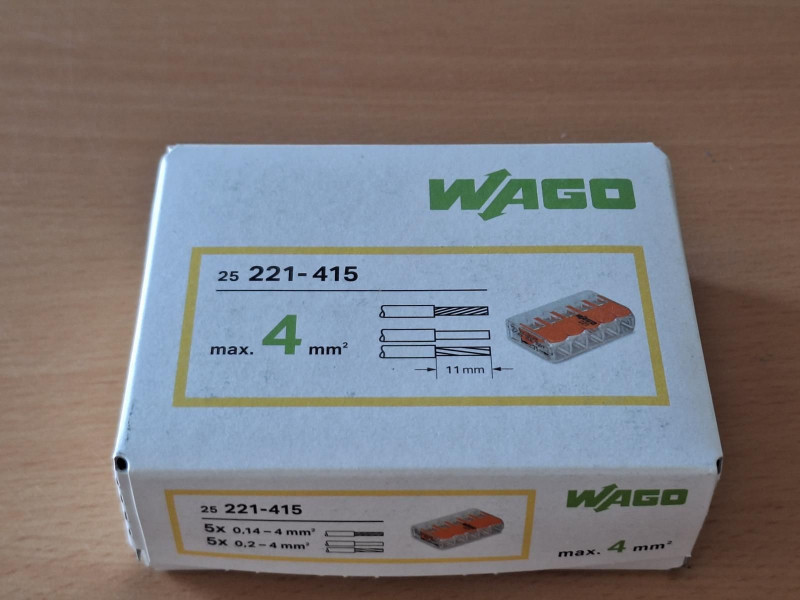 WAGO
25 221-415
max. 4 mm²
11 mm
25 221-415
5x 0,14 – 4 mm²
5x 0,2 – 4 mm²
WAGO
max. 4 mm²